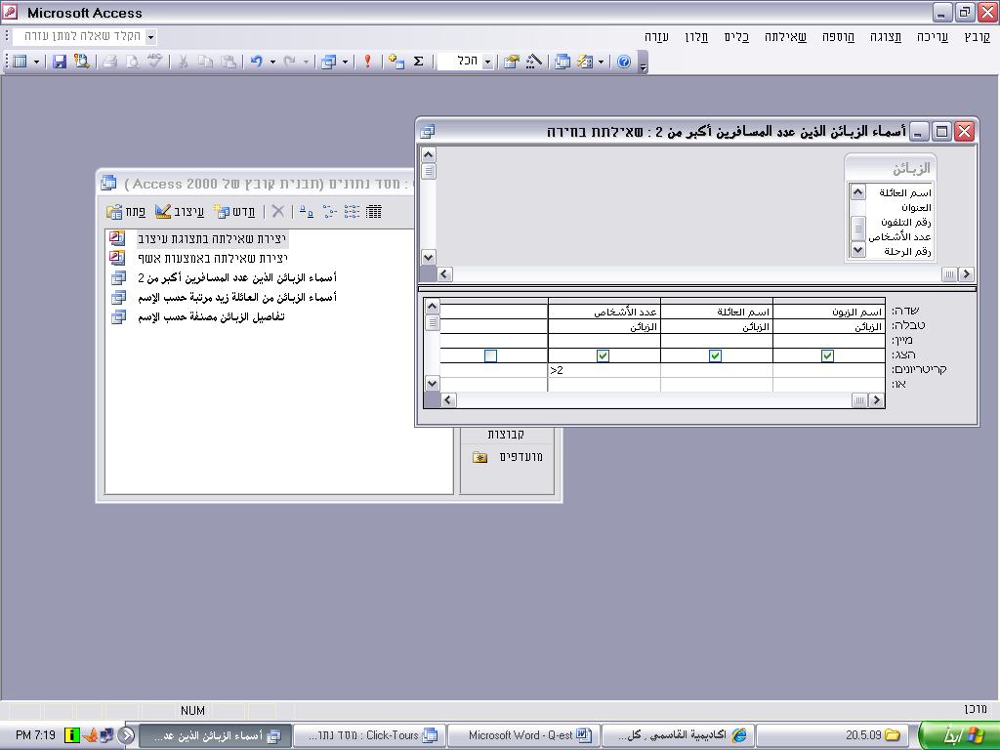 Microsoft Access
קובץ עריכה תצוגה הוספה שאילתה כלים חלון עזרה
הקלד שאלה למתן עזרה
הכל
أسماء الزبائن الذين عدد المسافرين أكبر من 2 : שאילתת בחירה
الزبائن
اسم العائلة
العنوان
رقم التلفون
عدد الأشخاص
رقم الرحلة
שדה: اسم الزبون اسم العائلة عدد الأشخاص
טבלה: الزبائن الزبائن الزبائن
מיין:
הצג:
קריטריונים: >2
או:
: מסד נתונים (תבנית קובץ של Access 2000)
פתח עיצוב חדש
יצירת שאילתה בתצוגת עיצוב
יצירת שאילתה באמצעות אשף
أسماء الزبائن الذين عدد المسافرين أكبر من 2
أسماء الزبائن من العائلة زيد مرتبة حسب الإسم
تفاصيل الزبائن مصنفة حسب الإسم
קבוצות
מועדפים
מוכן
NUM
ابدأ
20.5.09
اكاديمية القاسمي , كل...
Microsoft Word - Q-est
Click-Tours : מסד נתו...
أسماء الزبائن الذين عد...
PM 7:19